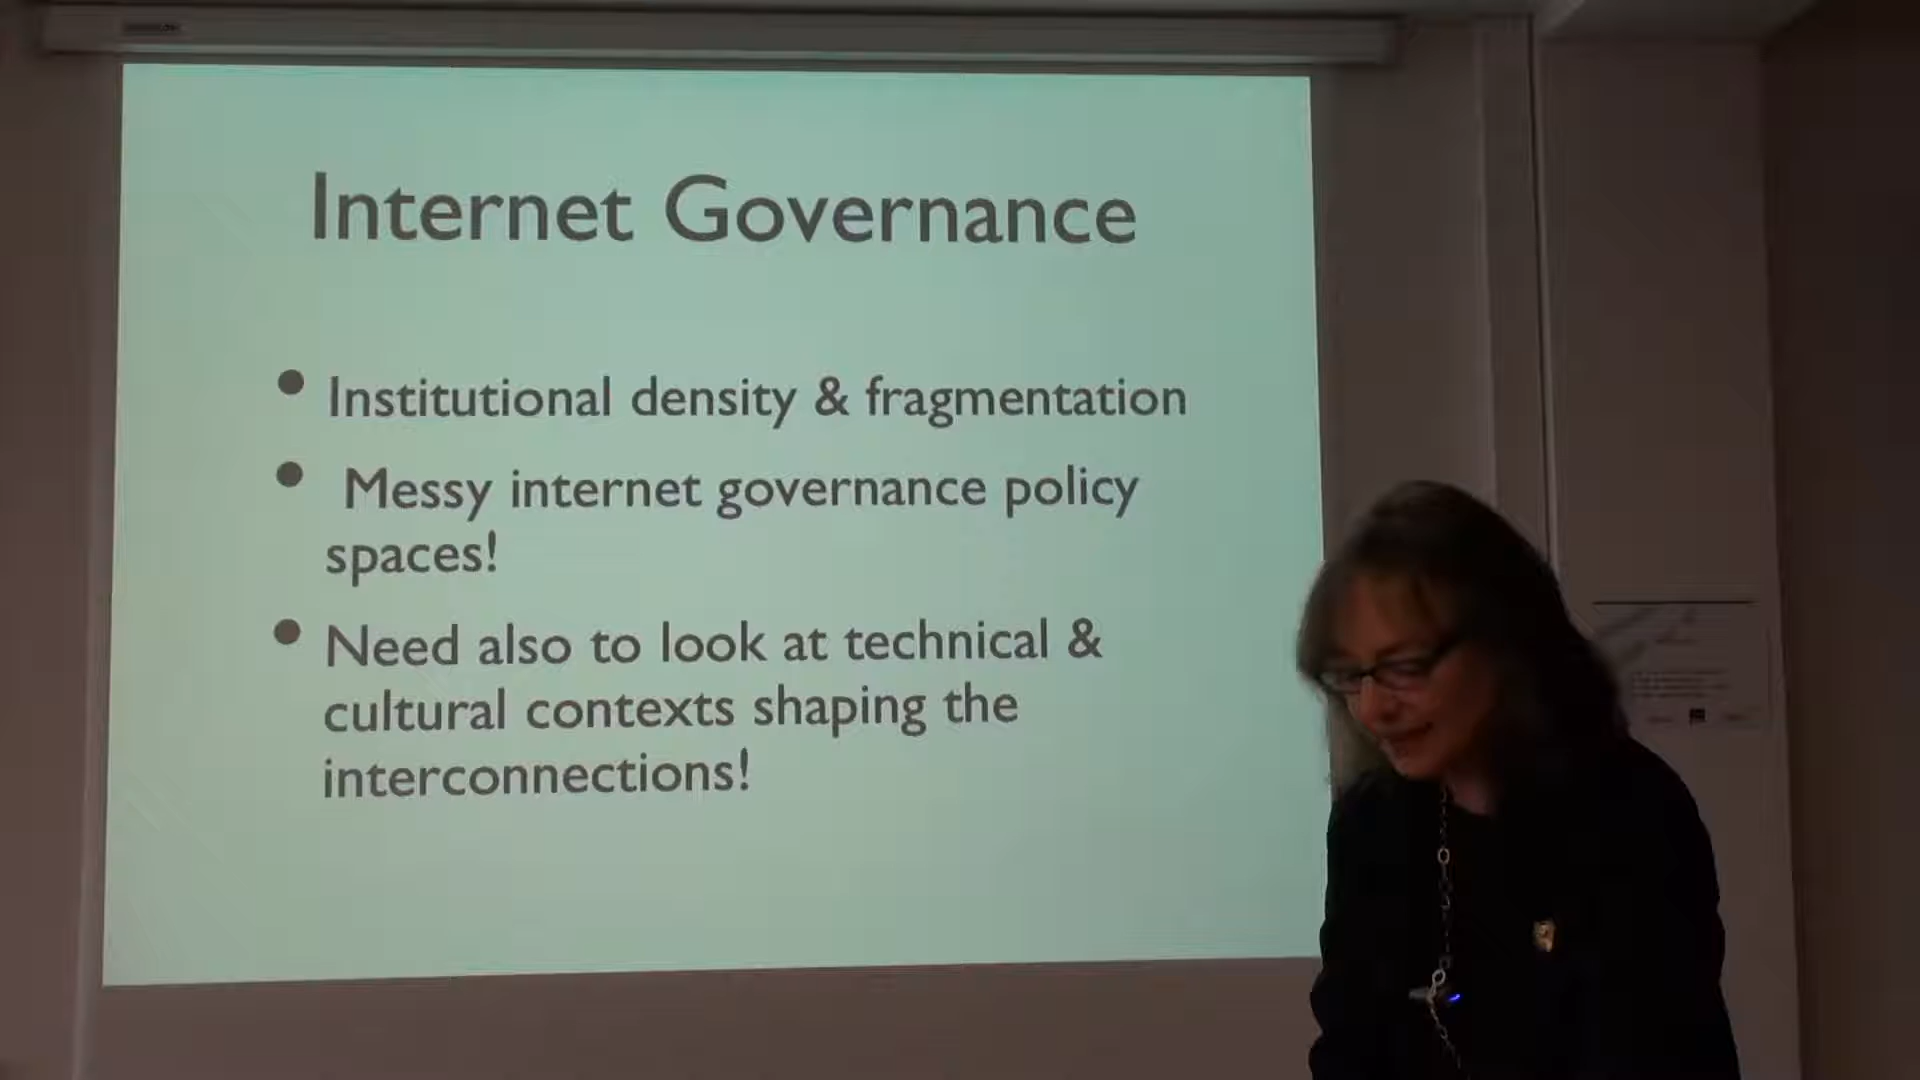 Internet Governance
• Institutional density & fragmentation
• Messy internet governance policy
spaces!
• Need also to look at technical &
cultural contexts shaping the
interconnections!